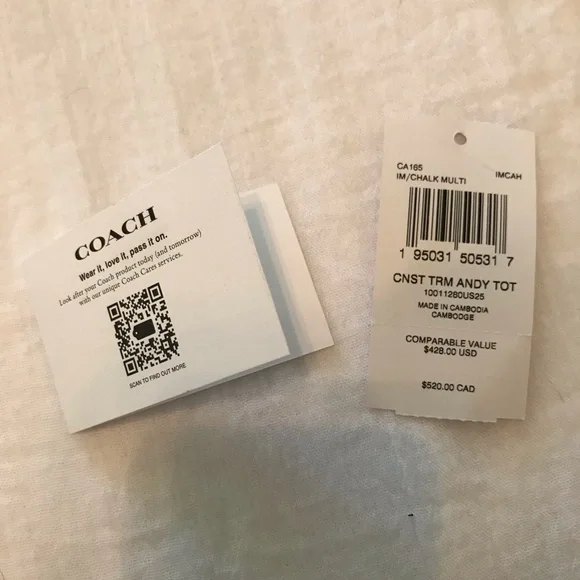 COACH
Wear it, love it, pass it on.
Look after your Coach product today (and tomorrow)
with our unique Coach Cares services.
SCAN TO FIND OUT MORE
CA165
IM/CHALK MULTI IMCAH
1 95031 50531 7
CNST TRM ANDY TOT
10011280US25
MADE IN CAMBODIA
CAMBODGE
COMPARABLE VALUE
$428.00 USD
$520.00 CAD